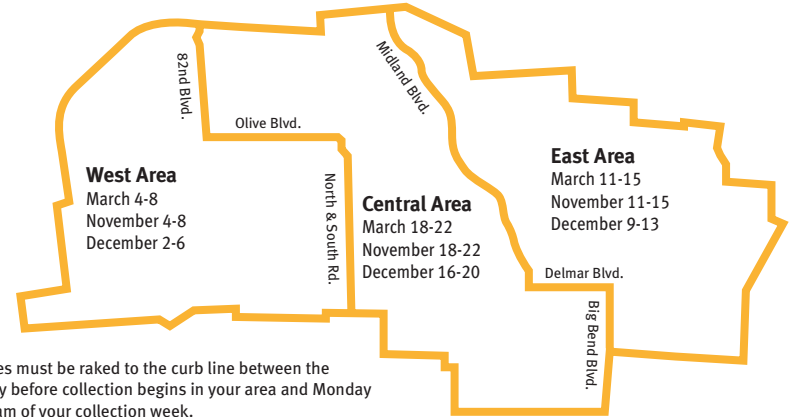 82nd Blvd.
Olive Blvd.
North & South Rd.
Midland Blvd.
Delmar Blvd.
Big Bend Blvd.
West Area
March 4-8
November 4-8
December 2-6
Central Area
March 18-22
November 18-22
December 16-20
East Area
March 11-15
November 11-15
December 9-13
es must be raked to the curb line between the
y before collection begins in your area and Monday
am of your collection week.